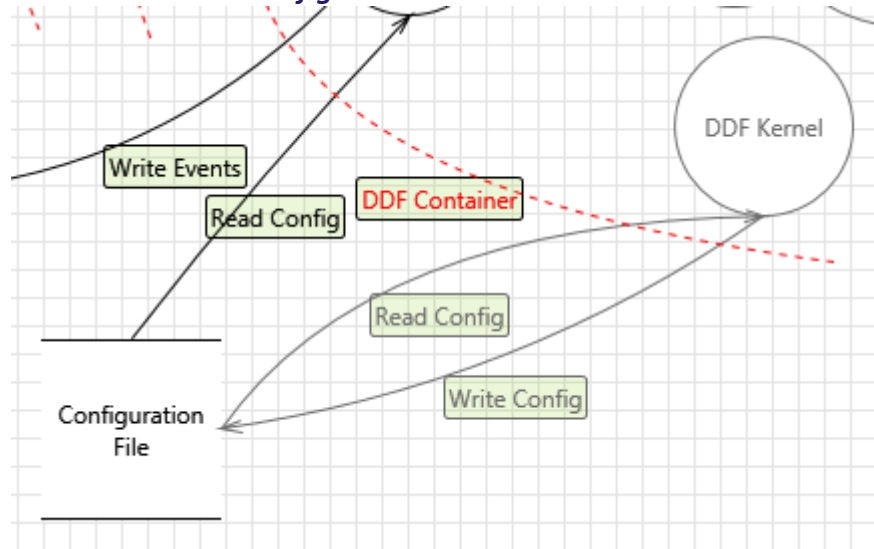 DDF Kernel
Write Events
DDF Container
Read Config
Read Config
Write Config
Configuration
File